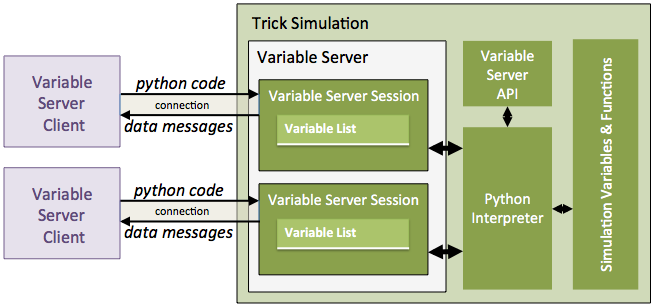 Trick Simulation
Variable Server
Variable
Server
Client
python code
connection
data messages
Variable Server Session
Variable List
Variable
Server
Client
python code
connection
data messages
Variable Server Session
Variable List
Variable
Server
API
Python
Interpreter
Simulation Variables & Functions